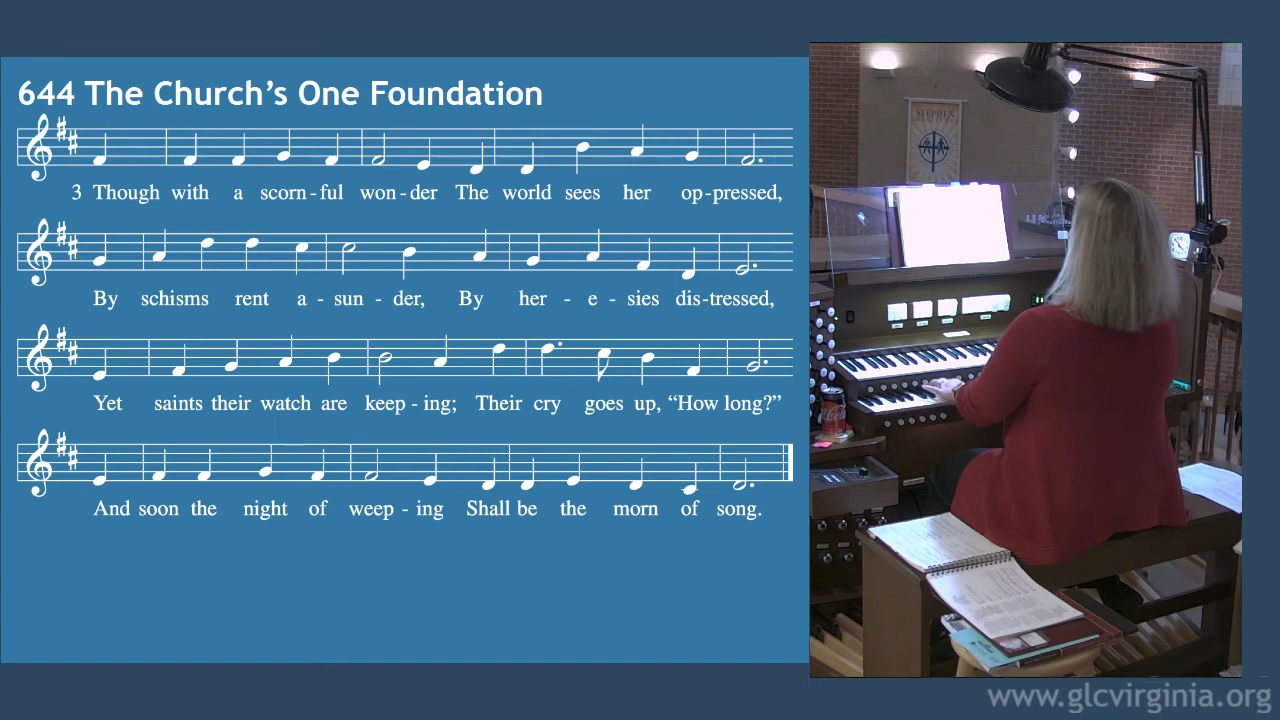 644 The Church's One Foundation
3 Though with a scorn - ful won - der The world sees her op - pressed,
By schisms rent a - sun - der, By her - e - sies dis - tressed,
Yet saints their watch are keep - ing; Their cry goes up, “How long?”
And soon the night of weep - ing Shall be the morn of song.
STEPHEN
www.glcvirginia.org